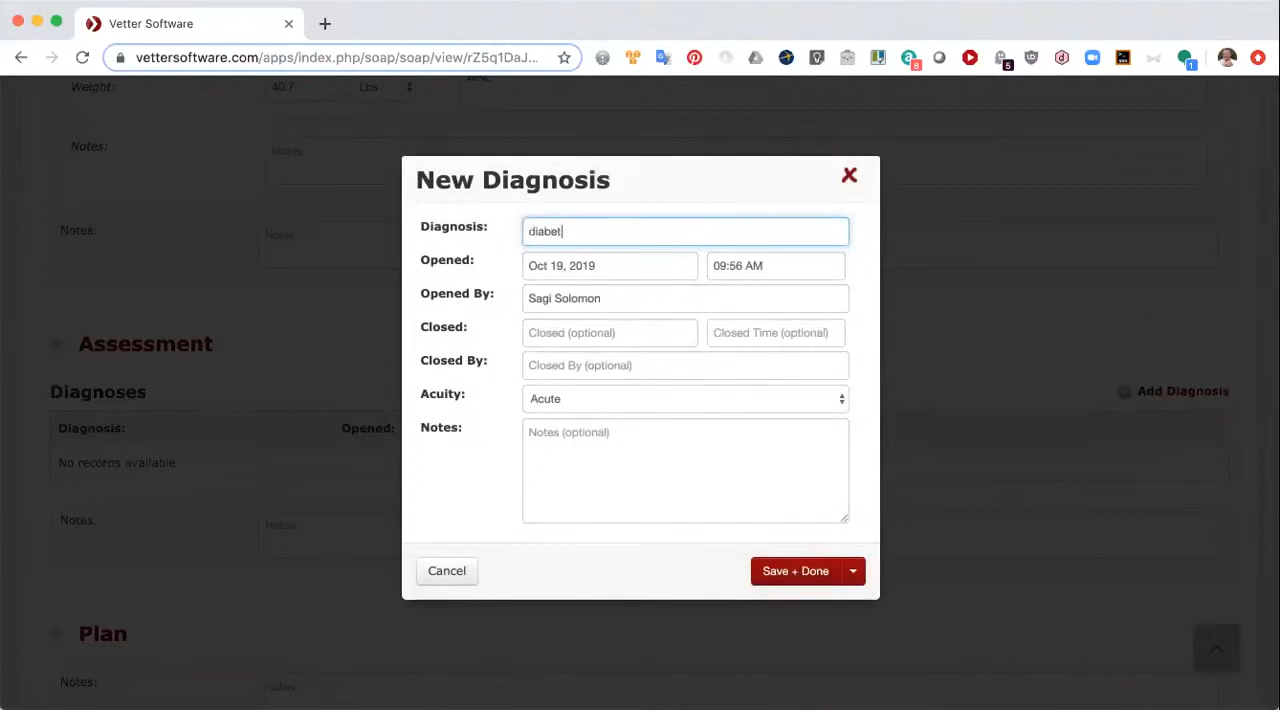 Vetter Software
vettersoftware.com/apps/index.php/soap/soap/view/rZ5q1DaJ...
8
5
1
Weight:
40.7
Lbs
Notes:
Notes
Notes:
Notes
New Diagnosis
Diagnosis:
diabet
Opened:
Oct 19, 2019
09:56 AM
Opened By:
Sagi Solomon
Closed:
Closed (optional)
Closed Time (optional)
Closed By:
Closed By (optional)
Acuity:
Acute
Notes:
Notes (optional)
Cancel
Save + Done
Assessment
Diagnoses
Add Diagnosis
Diagnosis:
Opened:
No records available
Notes:
Notes
Plan
Notes:
Notes